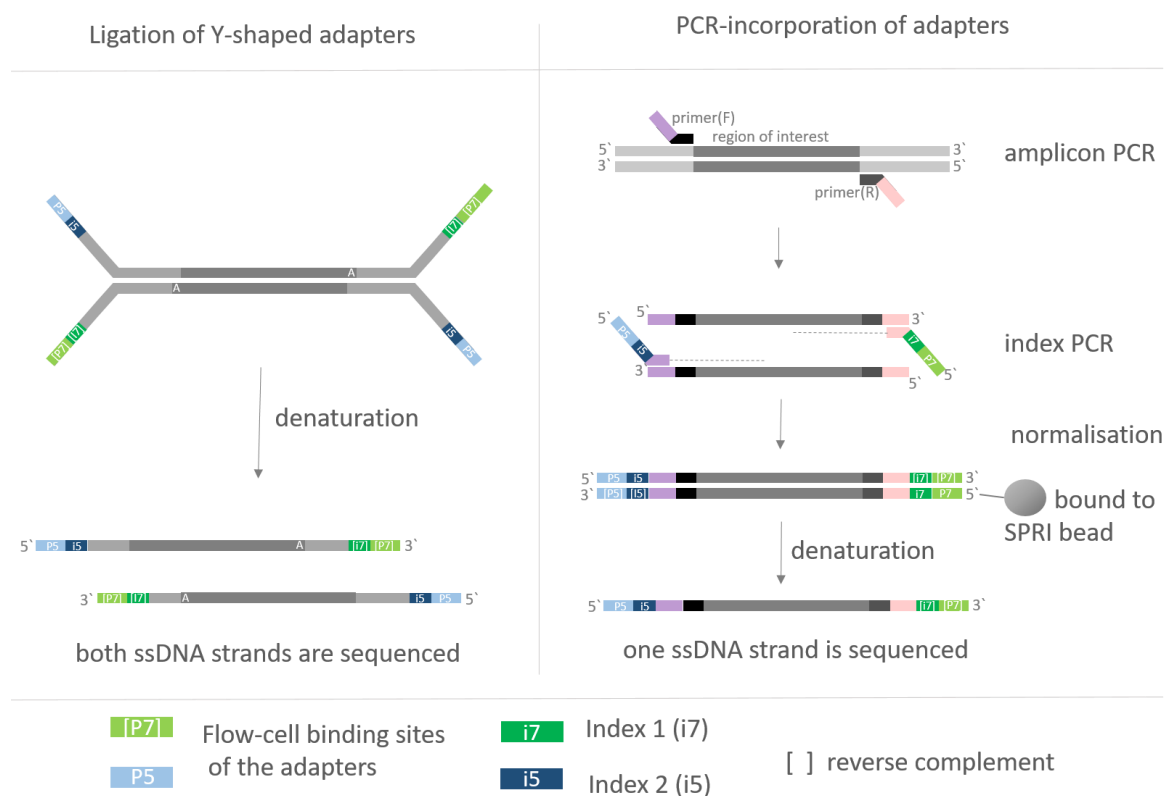 Ligation of Y-shaped adapters
P5
i5
[i7]
[P7]
A
A
[P7]
[i7]
i5
P5
denaturation
5` P5 i5 A [i7] [P7] 3`
3` [P7] [i7] A i5 P5 5`
both ssDNA strands are sequenced
PCR-incorporation of adapters
primer(F)
region of interest
5` 3`
3` 5`
primer(R)
amplicon PCR
5` 5` 3`
P5
i5
i7
P7
3 5` 5`
index PCR
normalisation
5` P5 i5 [i7] [P7] 3`
3` [P5] [i5] i7 P7 5`
bound to
SPRI bead
denaturation
5` P5 i5 [i7] [P7] 3`
one ssDNA strand is sequenced
[P7]
P5
Flow-cell binding sites
of the adapters
i7 Index 1 (i7)
i5 Index 2 (i5)
[ ] reverse complement